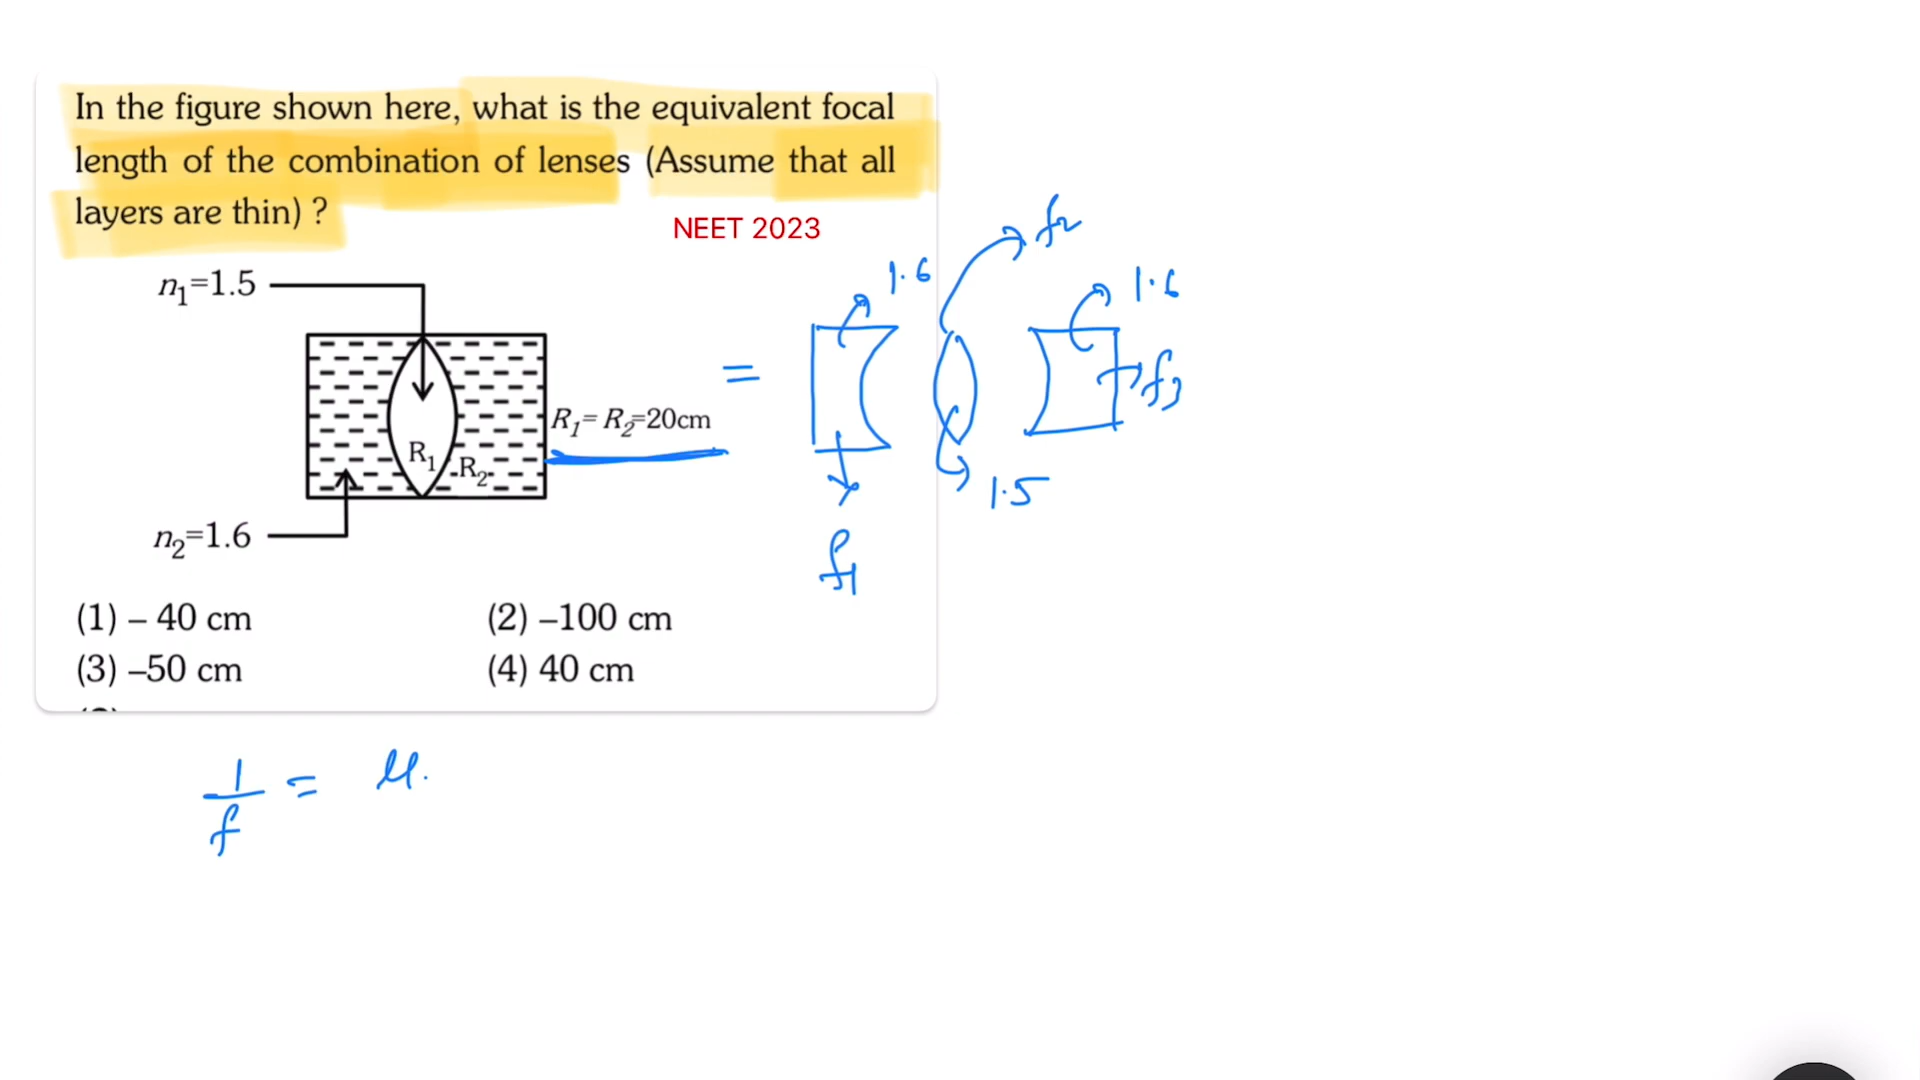 In the figure shown here, what is the equivalent focal
length of the combination of lenses (Assume that all
layers are thin) ?
NEET 2023
n₁=1.5
R₁= R₂=20cm
R₁
R₂
n₂=1.6
(1) – 40 cm (2) –100 cm
(3) –50 cm (4) 40 cm
=
1.6
f₂
1.6
f₃
1.5
f₁
1/f = μ.